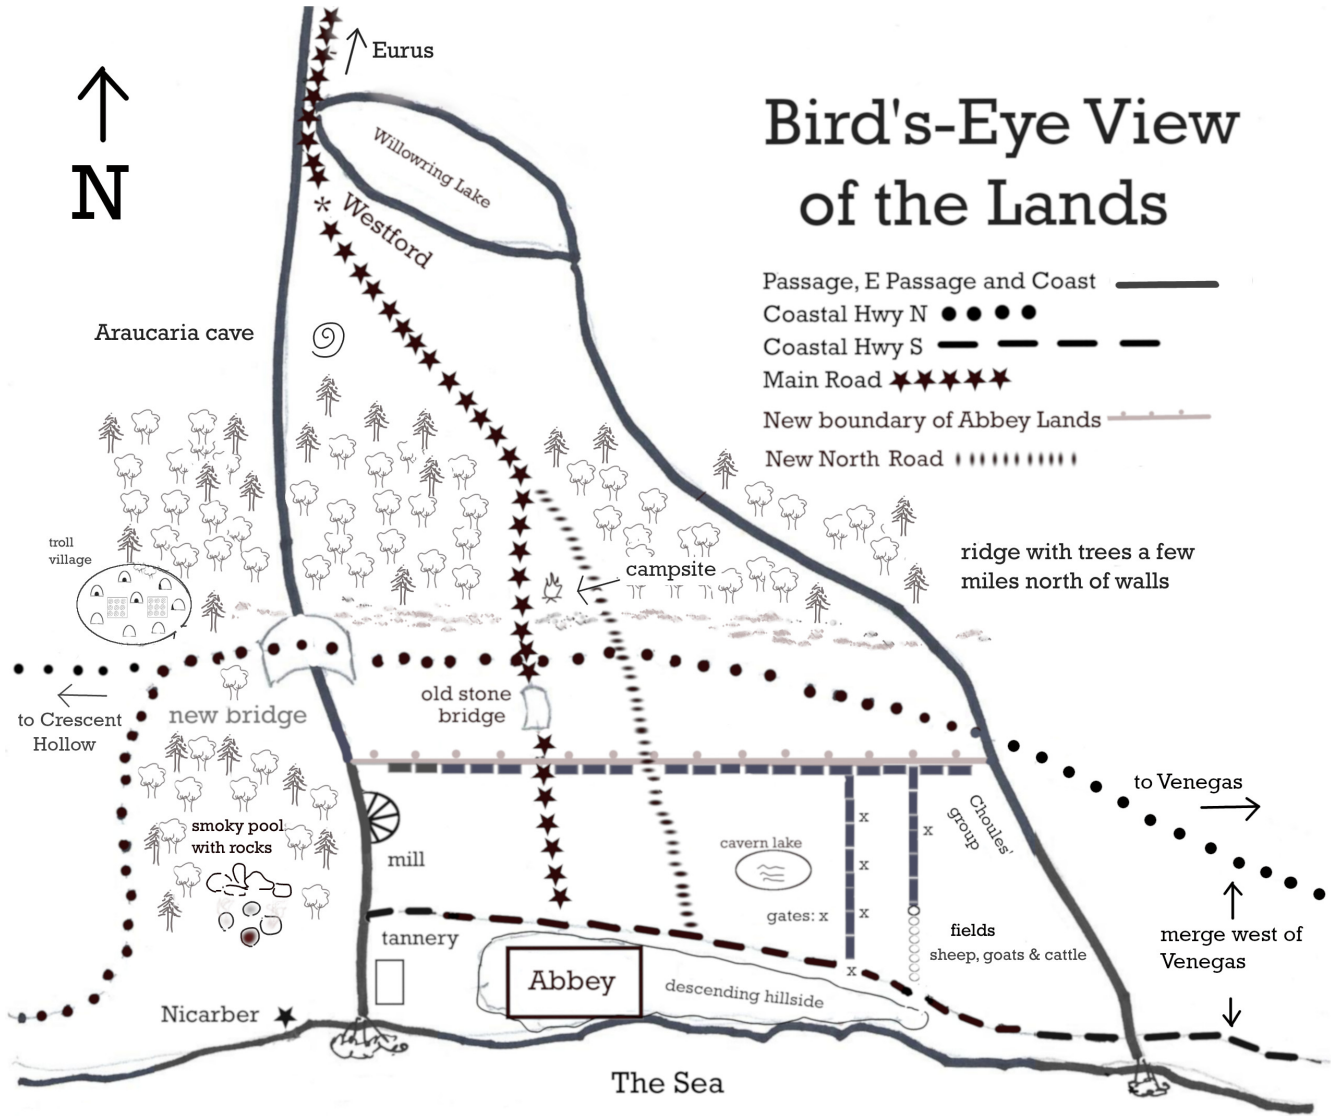 Eurus
N
Bird's-Eye View
of the Lands
Willowring Lake
* Westford
Passage, E Passage and Coast
Coastal Hwy N
Coastal Hwy S
Main Road
New boundary of Abbey Lands
New North Road
Araucaria cave
troll
village
campsite
ridge with trees a few
miles north of walls
to Crescent
Hollow
new bridge
old stone
bridge
to Venegas
Choules'
group
smoky pool
with rocks
mill
cavern lake
x
x
x
gates: x
x
x
tannery
fields
sheep, goats & cattle
merge west of
Venegas
Abbey
descending hillside
Nicarber
The Sea